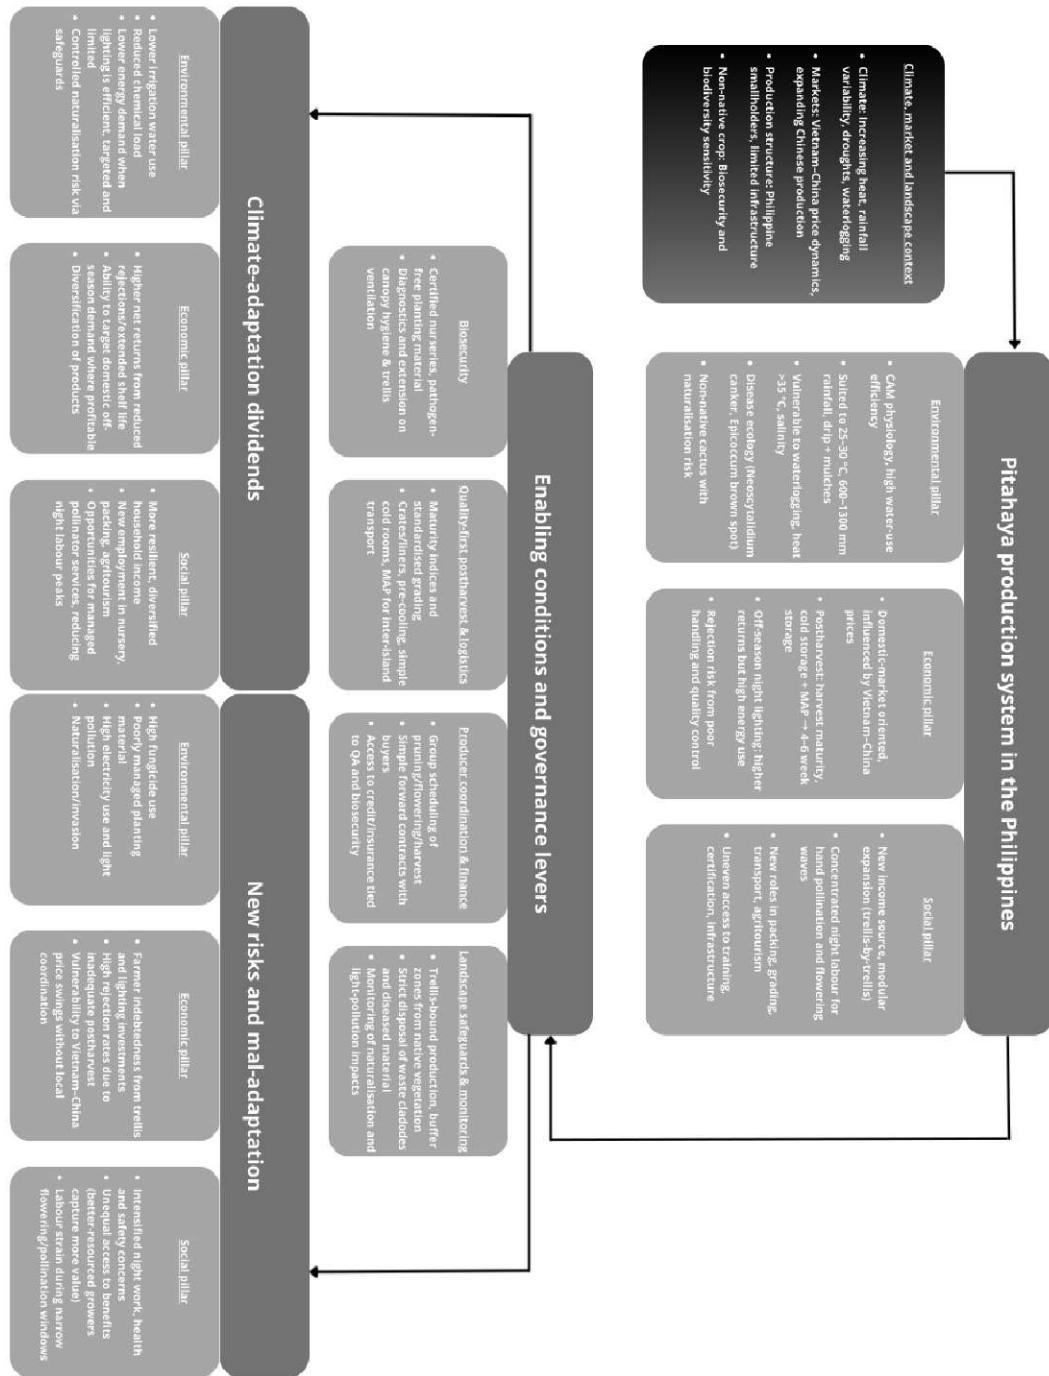 Climate, market and landscape context
• Climate: Increasing heat, rainfall
variability, droughts, waterlogging
• Markets: Vietnam–China price dynamics,
expanding Chinese production
• Production structure: Philippine
smallholders, limited infrastructure
• Non-native crop: Biosecurity and
biodiversity sensitivity
Pitahaya production system in the Philippines
Environmental pillar
• CAM physiology, high water-use
efficiency
• Suited to 25–30 °C, 600–1300 mm
rainfall, drip + mulches
• Vulnerable to waterlogging, heat
>35 °C, salinity
• Disease ecology (Neoscytolidium
canker, Epicoccum brown spot)
• Non-native cactus with
naturalisation risk
Economic pillar
• Domestic-market oriented,
influenced by Vietnam–China
prices
• Postharvest: harvest maturity,
cold storage + MAP → 4–6 week
storage
• Off-season night lighting: higher
returns but high energy use
• Rejection risk from poor
handling and quality control
Social pillar
• New income source, modular
expansion (trellis-by-trellis)
• Concentrated night labour for
hand pollination and flowering
waves
• New roles in packing, grading,
transport, agritourism
• Uneven access to training,
certification, infrastructure
Enabling conditions and governance levers
Biosecurity
• Certified nurseries, pathogen-
free planting material
• Diagnostics and extension on
canopy hygiene & trellis
ventilation
Quality-first postharvest & logistics
• Maturity indices and
standardised grading
• Crates/liners, pre-cooling, simple
cold rooms, MAP for inter-island
transport
Producer coordination & finance
• Group scheduling of
pruning/flowering/harvest
• Simple forward contracts with
buyers
• Access to credit/insurance tied
to QA and biosecurity
Landscape safeguards & monitoring
• Trellis-bound production, buffer
zones from native vegetation
• Strict disposal of waste cladodes
and diseased material
• Monitoring of naturalisation and
light-pollution impacts
Climate-adaptation dividends
Environmental pillar
• Lower irrigation water use
• Reduced chemical load
• Lower energy demand when
lighting is efficient, targeted and
limited
• Controlled naturalisation risk via
safeguards
Economic pillar
• Higher net returns from reduced
rejections/extended shelf life
• Ability to target domestic off-
season demand where profitable
• Diversification of products
Social pillar
• More resilient, diversified
household income
• New employment in nursery,
packing, agritourism
• Opportunities for managed
pollinator services, reducing
night labour peaks
New risks and mal-adaptation
Environmental pillar
• High fungicide use
• Poorly managed planting
material
• High electricity use and light
pollution
• Naturalisation/invasion
Economic pillar
• Farmer indebtedness from trellis
and lighting investments
• High rejection rates due to
inadequate postharvest
• Vulnerability to Vietnam–China
price swings without local
coordination
Social pillar
• Intensified night work, health
and safety concerns
• Unequal access to benefits
(better-resourced growers
capture more value)
• Labour strain during narrow
flowering/pollination windows